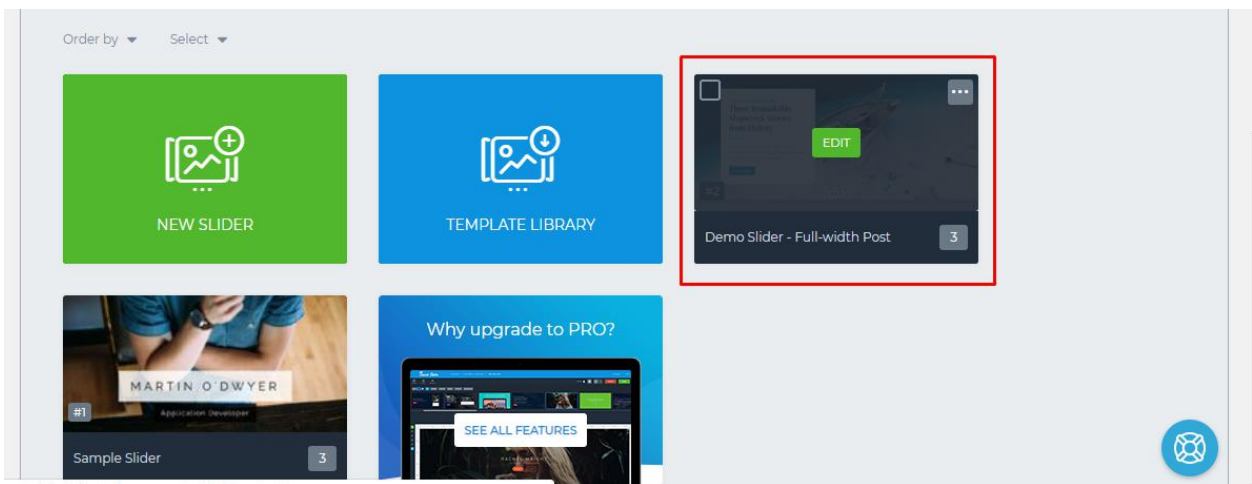 Order by
Select
NEW SLIDER
TEMPLATE LIBRARY
EDIT
#2
Demo Slider - Full-width Post
3
MARTIN O'DWYER
#1
Application Developer
Sample Slider
3
Why upgrade to PRO?
SEE ALL FEATURES